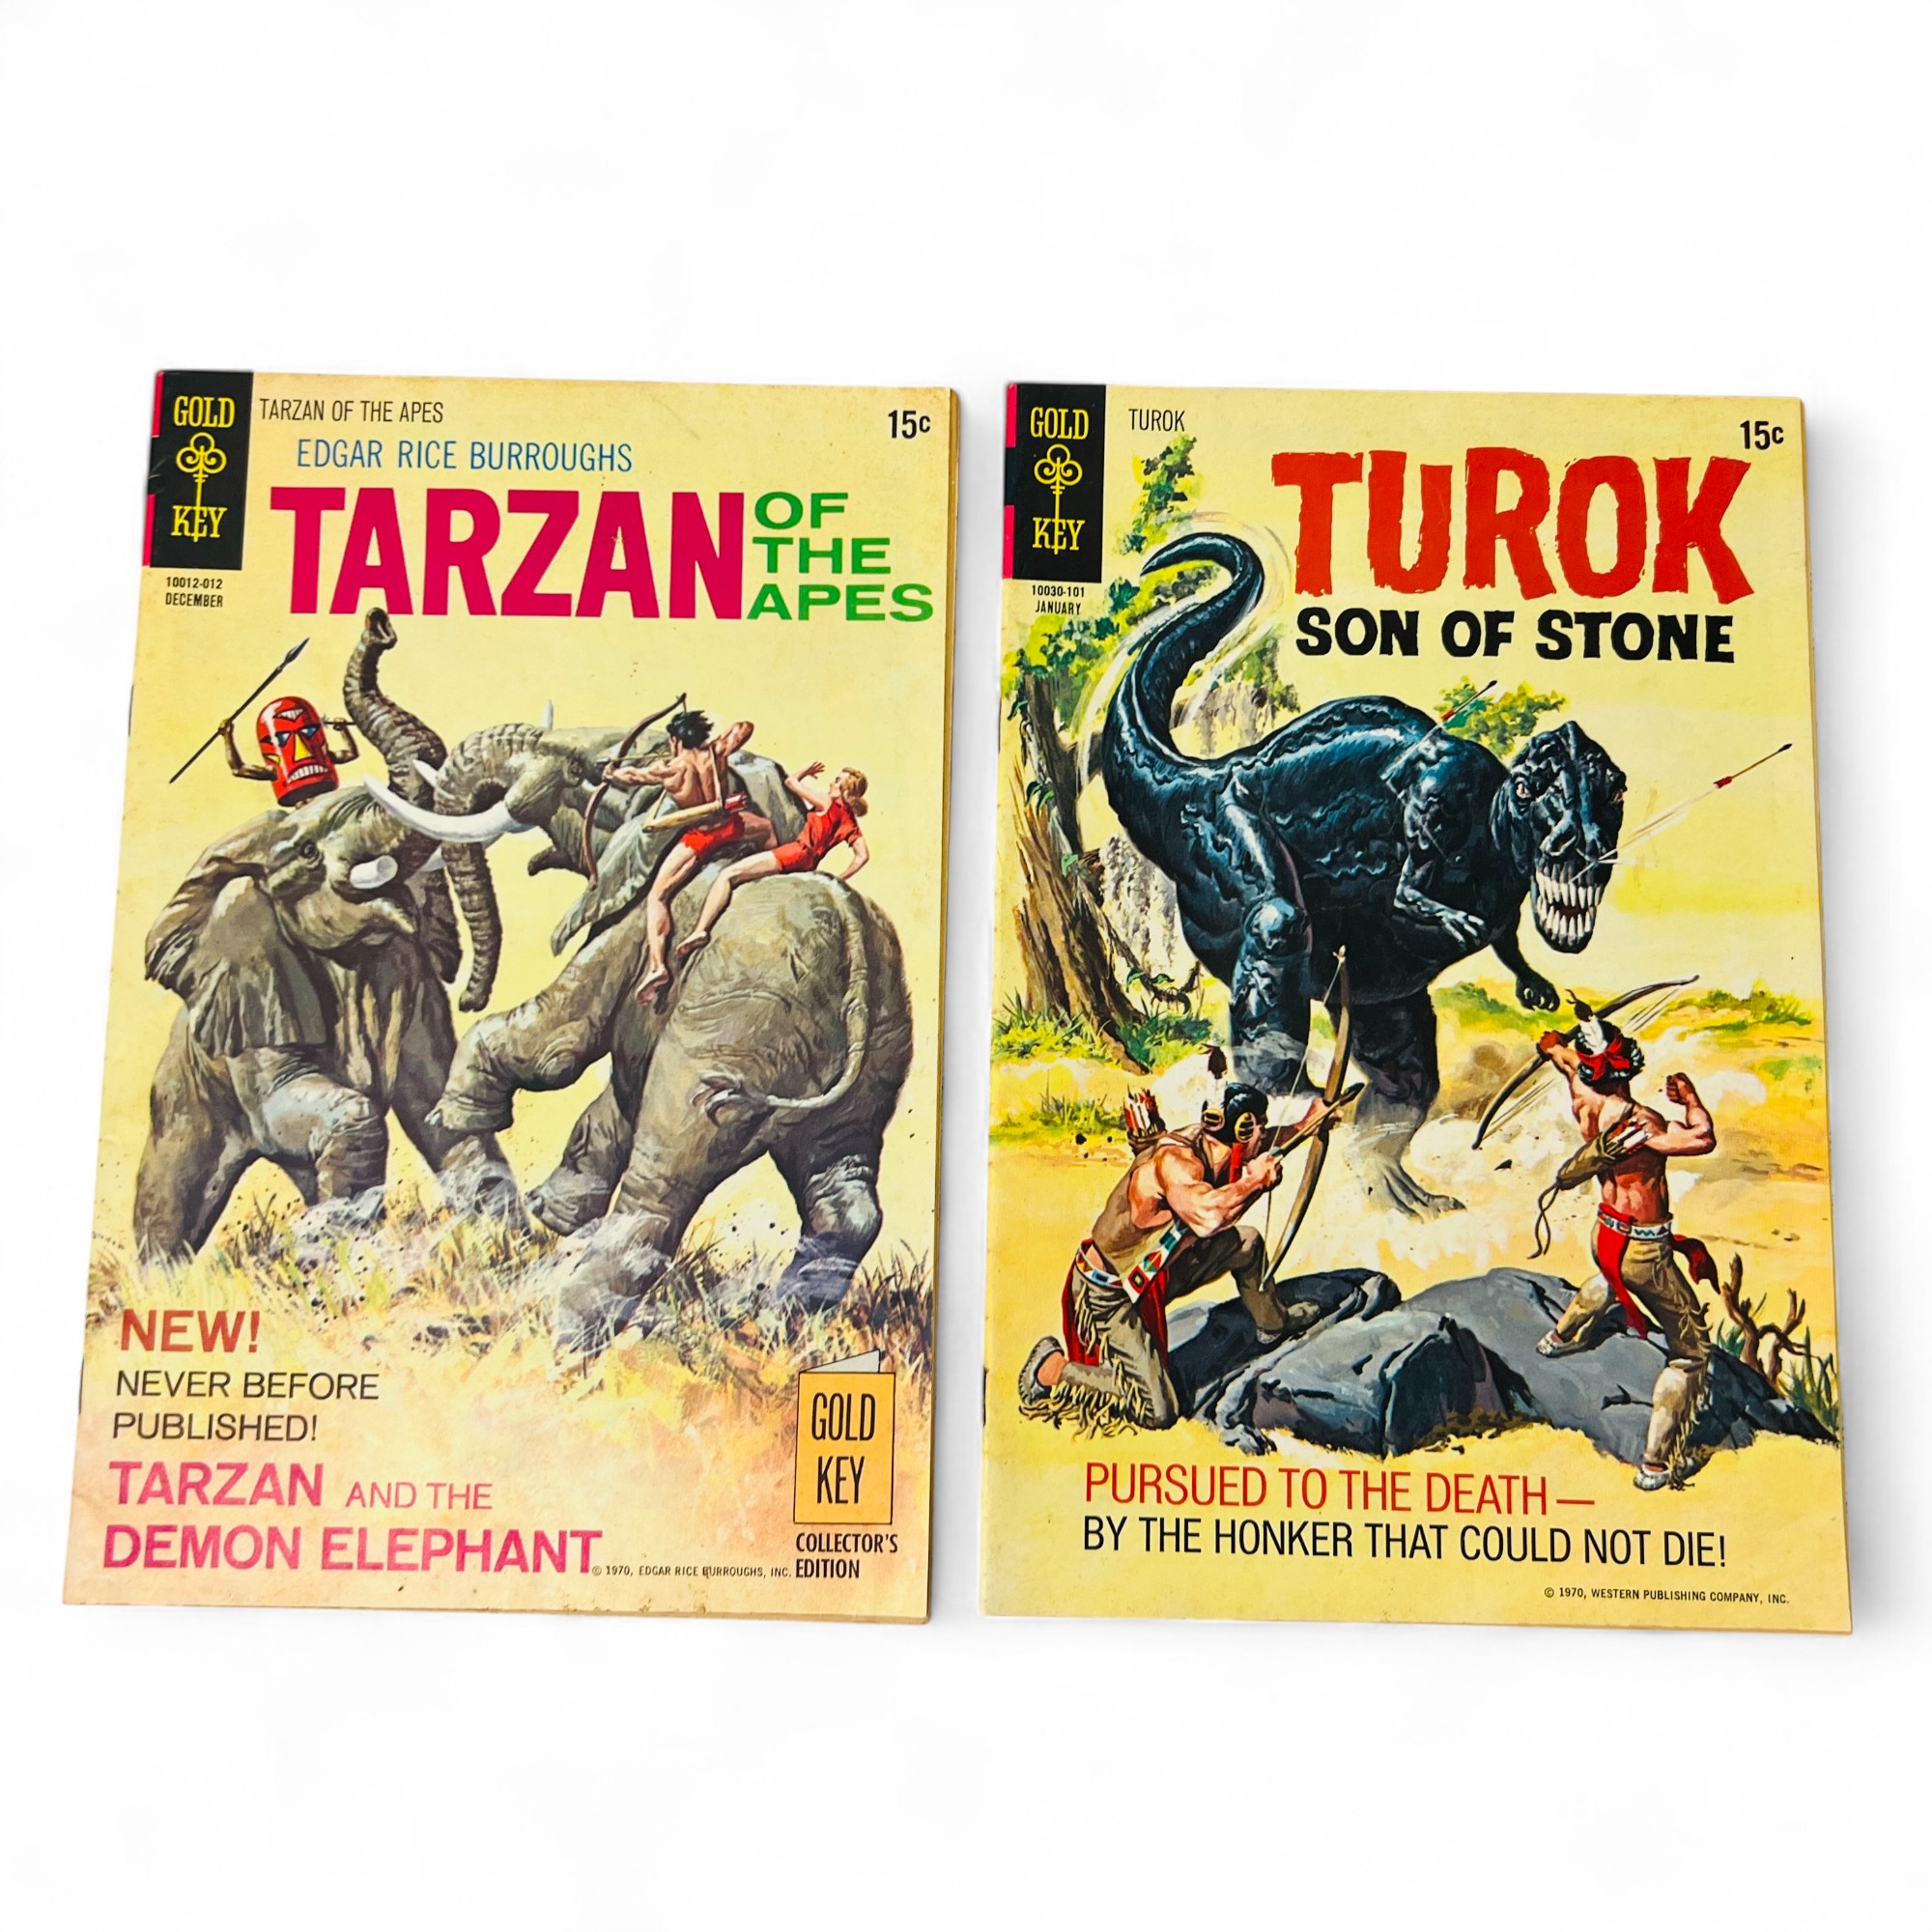 GOLD
KEY
TARZAN OF THE APES
15c
EDGAR RICE BURROUGHS
TARZAN OF
THE
APES
10012-012
DECEMBER
NEW!
NEVER BEFORE
PUBLISHED!
TARZAN AND THE
DEMON ELEPHANT
© 1970, EDGAR RICE BURROUGHS, INC.
GOLD
KEY
COLLECTOR'S
EDITION
GOLD
KEY
TUROK
15c
TUROK
SON OF STONE
10030-101
JANUARY
PURSUED TO THE DEATH—
BY THE HONKER THAT COULD NOT DIE!
© 1970, WESTERN PUBLISHING COMPANY, INC.